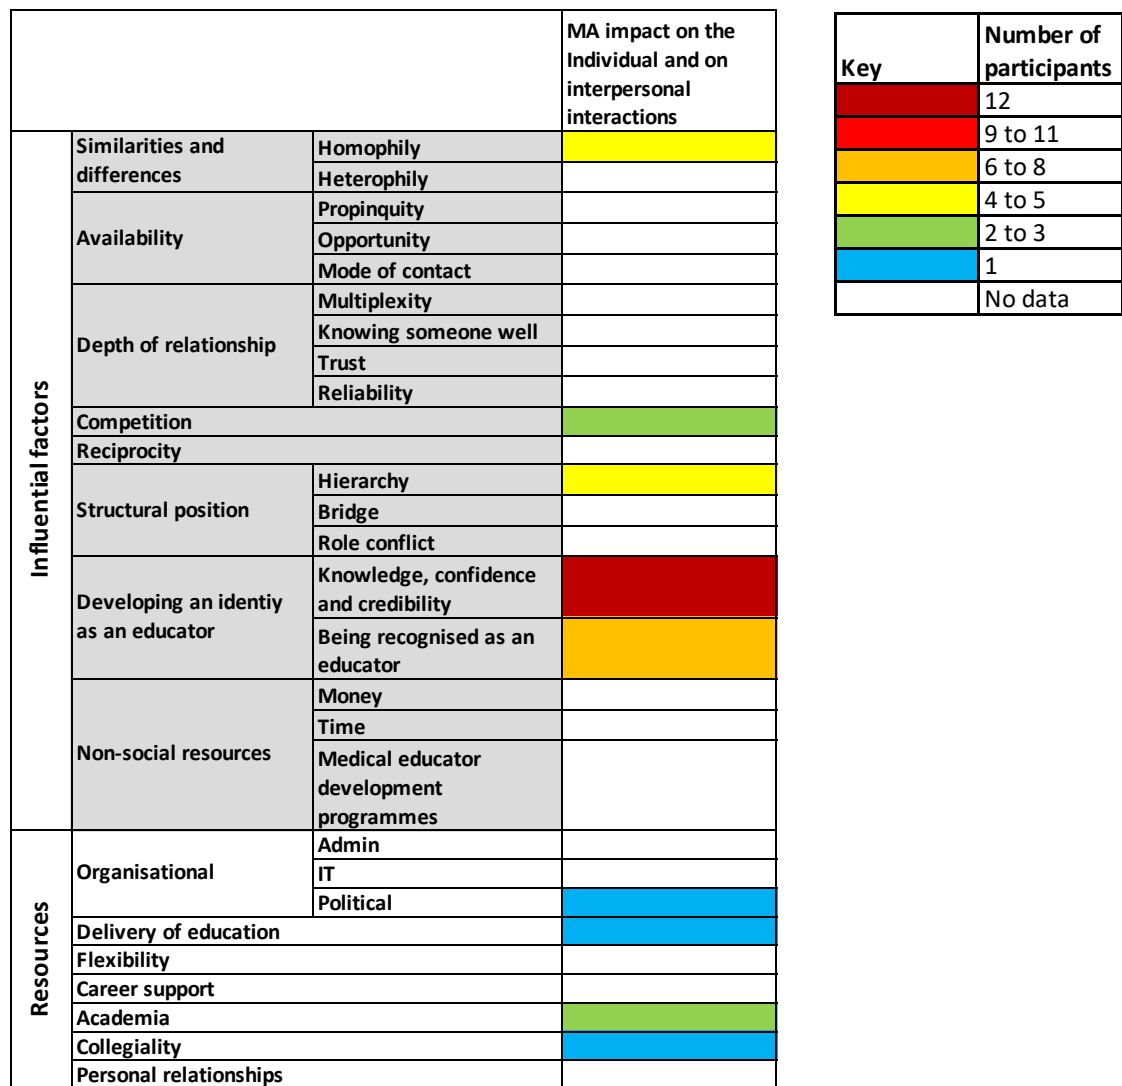 MA impact on the
Individual and on
interpersonal
interactions
Influential factors
Similarities and
differences
Homophily
Heterophily
Availability
Propinquity
Opportunity
Mode of contact
Depth of relationship
Multiplexity
Knowing someone well
Trust
Reliability
Competition
Reciprocity
Structural position
Hierarchy
Bridge
Role conflict
Developing an identiy
as an educator
Knowledge, confidence
and credibility
Being recognised as an
educator
Non-social resources
Money
Time
Medical educator
development
programmes
Resources
Organisational
Admin
IT
Political
Delivery of education
Flexibility
Career support
Academia
Collegiality
Personal relationships
Key
Number of
participants
12
9 to 11
6 to 8
4 to 5
2 to 3
1
No data